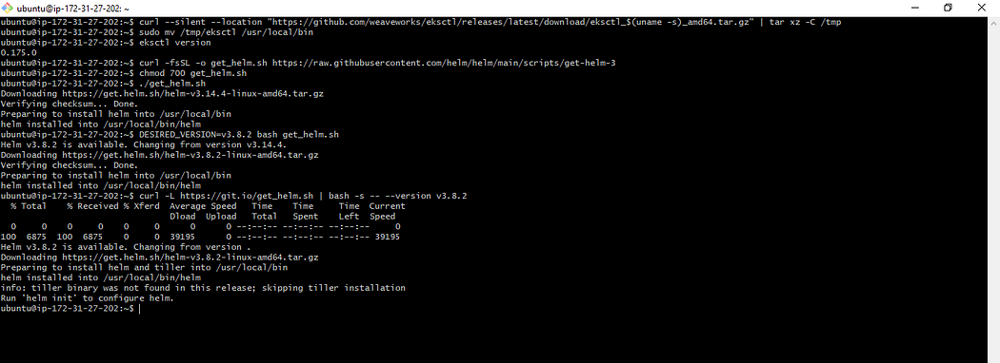 ubuntu@ip-172-31-27-202: ~
ubuntu@ip-172-31-27-202:~$ curl --silent --location "https://github.com/weaveworks/eksctl/releases/latest/download/eksctl_$(uname -s)_amd64.tar.gz" | tar xz -C /tmp
ubuntu@ip-172-31-27-202:~$ sudo mv /tmp/eksctl /usr/local/bin
ubuntu@ip-172-31-27-202:~$ eksctl version
0.175.0
ubuntu@ip-172-31-27-202:~$ curl -fsSL -o get_helm.sh https://raw.githubusercontent.com/helm/helm/main/scripts/get-helm-3
ubuntu@ip-172-31-27-202:~$ chmod 700 get_helm.sh
ubuntu@ip-172-31-27-202:~$ ./get_helm.sh
Downloading https://get.helm.sh/helm-v3.14.4-linux-amd64.tar.gz
Verifying checksum... Done.
Preparing to install helm into /usr/local/bin
helm installed into /usr/local/bin/helm
ubuntu@ip-172-31-27-202:~$ DESIRED_VERSION=v3.8.2 bash get_helm.sh
Helm v3.8.2 is available. Changing from version v3.14.4.
Downloading https://get.helm.sh/helm-v3.8.2-linux-amd64.tar.gz
Verifying checksum... Done.
Preparing to install helm into /usr/local/bin
helm installed into /usr/local/bin/helm
ubuntu@ip-172-31-27-202:~$ curl -L https://git.io/get_helm.sh | bash -s -- --version v3.8.2
  % Total    % Received % Xferd  Average Speed   Time    Time     Time  Current
                                 Dload  Upload   Total   Spent    Left  Speed
  0     0    0     0    0     0      0      0 --:--:-- --:--:-- --:--:--     0
100  6875  100  6875    0     0  39195      0 --:--:-- --:--:-- --:--:-- 39195
Helm v3.8.2 is available. Changing from version .
Downloading https://get.helm.sh/helm-v3.8.2-linux-amd64.tar.gz
Preparing to install helm and tiller into /usr/local/bin
helm installed into /usr/local/bin/helm
info: tiller binary was not found in this release; skipping tiller installation
Run 'helm init' to configure helm.
ubuntu@ip-172-31-27-202:~$